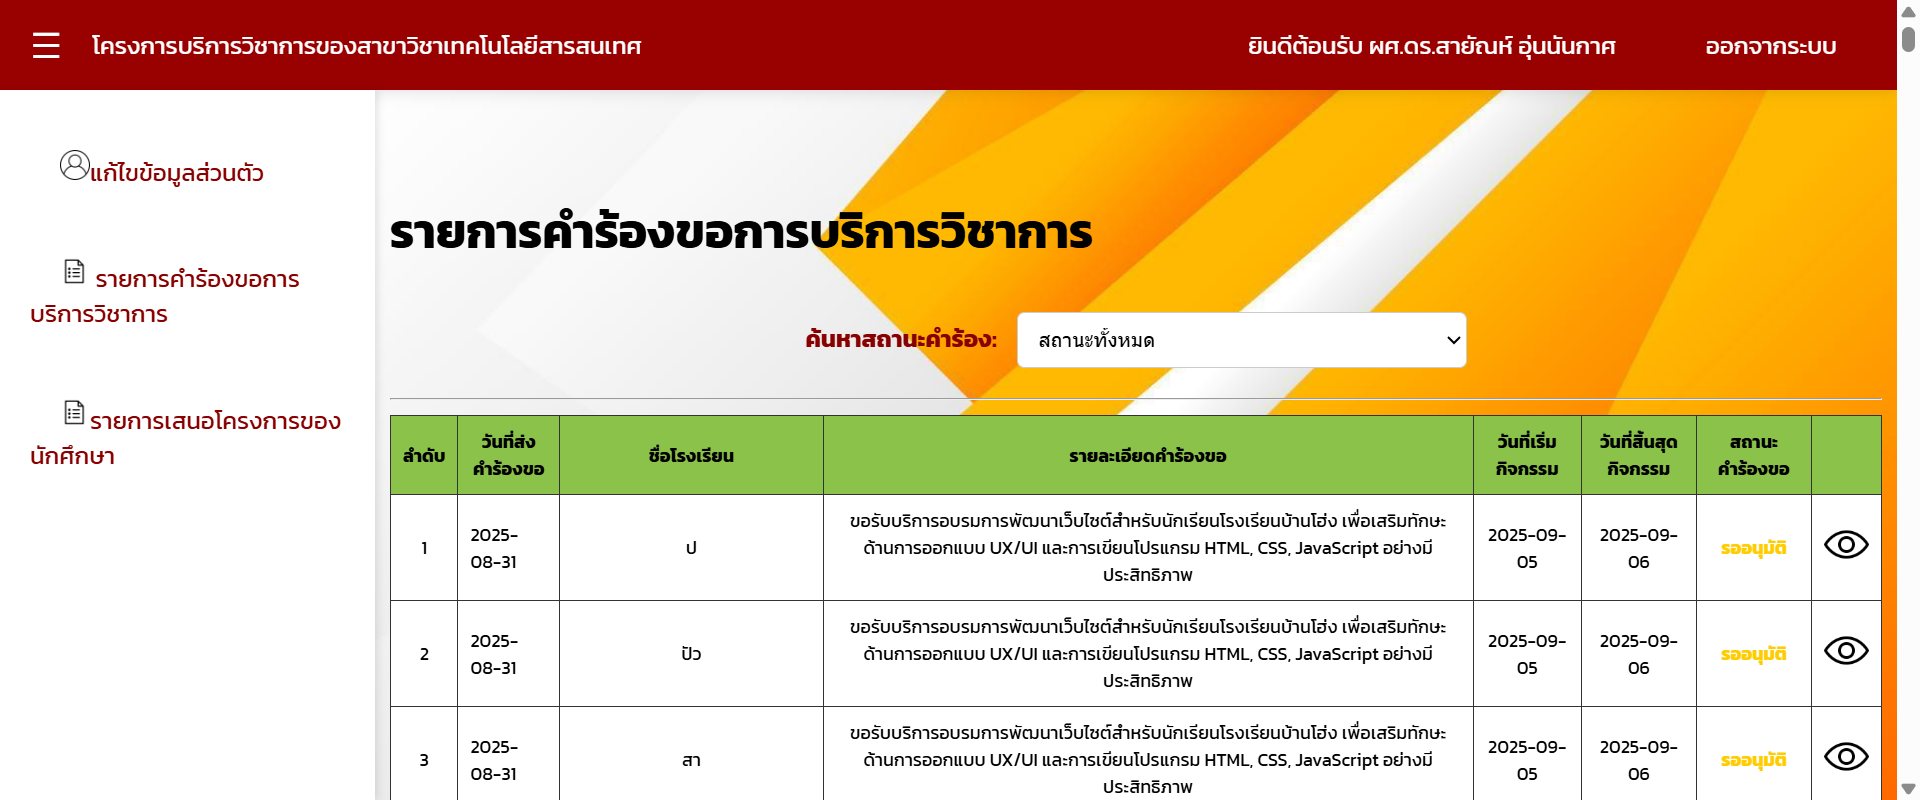 ☰ โครงการบริการวิชาการของสาขาวิชาเทคโนโลยีสารสนเทศ ยินดีต้อนรับ ผศ.ดร.สายัณห์ อุ่นนันกาศ ออกจากระบบ
แก้ไขข้อมูลส่วนตัว
รายการคำร้องขอการ
บริการวิชาการ
รายการเสนอโครงการของ
นักศึกษา
รายการคำร้องขอการบริการวิชาการ
ค้นหาสถานะคำร้อง: สถานะทั้งหมด
ลำดับ วันที่ส่ง คำร้องขอ ชื่อโรงเรียน รายละเอียดคำร้องขอ วันที่เริ่ม กิจกรรม วันที่สิ้นสุด กิจกรรม สถานะ คำร้องขอ
1 2025-08-31 ป
ขอรับบริการอบรมการพัฒนาเว็บไซต์สำหรับนักเรียนโรงเรียนบ้านโฮ่ง เพื่อเสริมทักษะ
ด้านการออกแบบ UX/UI และการเขียนโปรแกรม HTML, CSS, JavaScript อย่างมี
ประสิทธิภาพ
2025-09-05 2025-09-06 รออนุมัติ
2 2025-08-31 ปัว
ขอรับบริการอบรมการพัฒนาเว็บไซต์สำหรับนักเรียนโรงเรียนบ้านโฮ่ง เพื่อเสริมทักษะ
ด้านการออกแบบ UX/UI และการเขียนโปรแกรม HTML, CSS, JavaScript อย่างมี
ประสิทธิภาพ
2025-09-05 2025-09-06 รออนุมัติ
3 2025-08-31 สา
ขอรับบริการอบรมการพัฒนาเว็บไซต์สำหรับนักเรียนโรงเรียนบ้านโฮ่ง เพื่อเสริมทักษะ
ด้านการออกแบบ UX/UI และการเขียนโปรแกรม HTML, CSS, JavaScript อย่างมี
ประสิทธิภาพ
2025-09-05 2025-09-06 รออนุมัติ